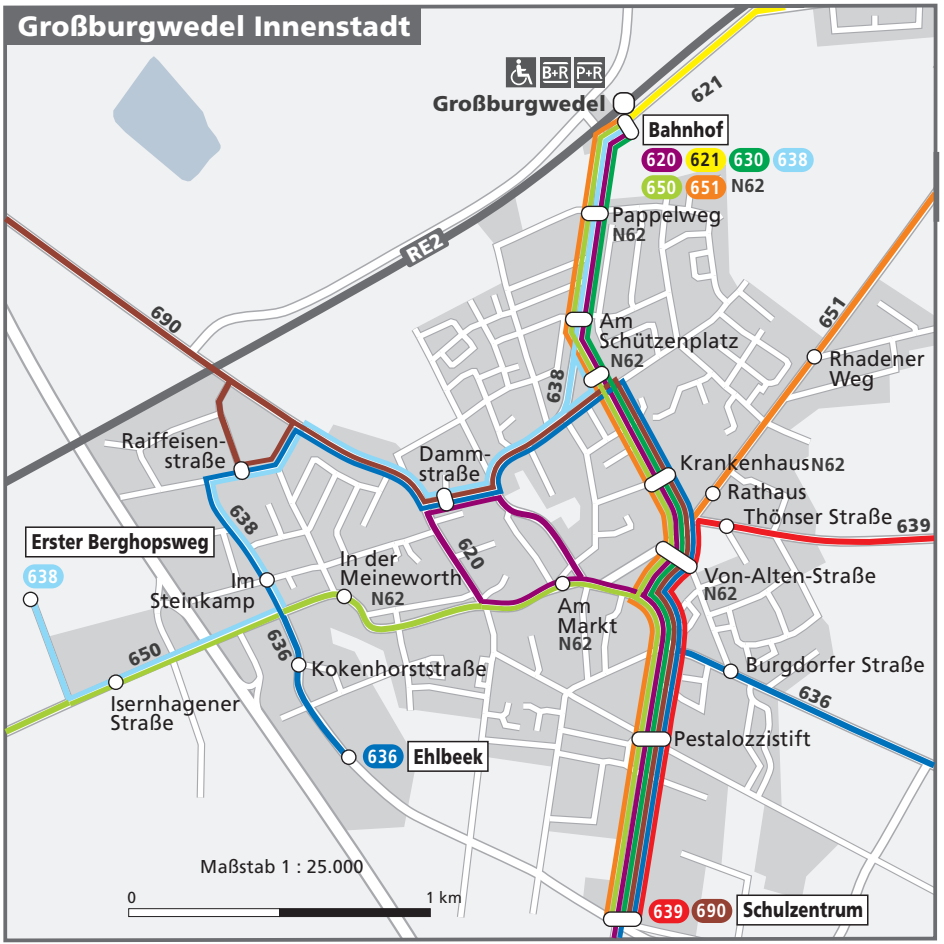 Großburgwedel Innenstadt
B+R P+R
Großburgwedel
621
Bahnhof
620 621 630 638
650 651 N62
Pappelweg
N62
RE2
690
651
Am
Schützenplatz
N62
638
Rhadener
Weg
Raiffeisen-
straße
Damm-
straße
Krankenhaus N62
Rathaus
Thönser Straße
639
638
620
Erster Berghopsweg
638
In der
Meineworth
N62
Im
Steinkamp
Von-Alten-Straße
N62
Am
Markt
N62
636
650
Kokenhorststraße
Burgdorfer Straße
636
Isernhagener
Straße
Pestalozzistift
636 Ehlbeek
Maßstab 1 : 25.000
0 1 km
639 690 Schulzentrum